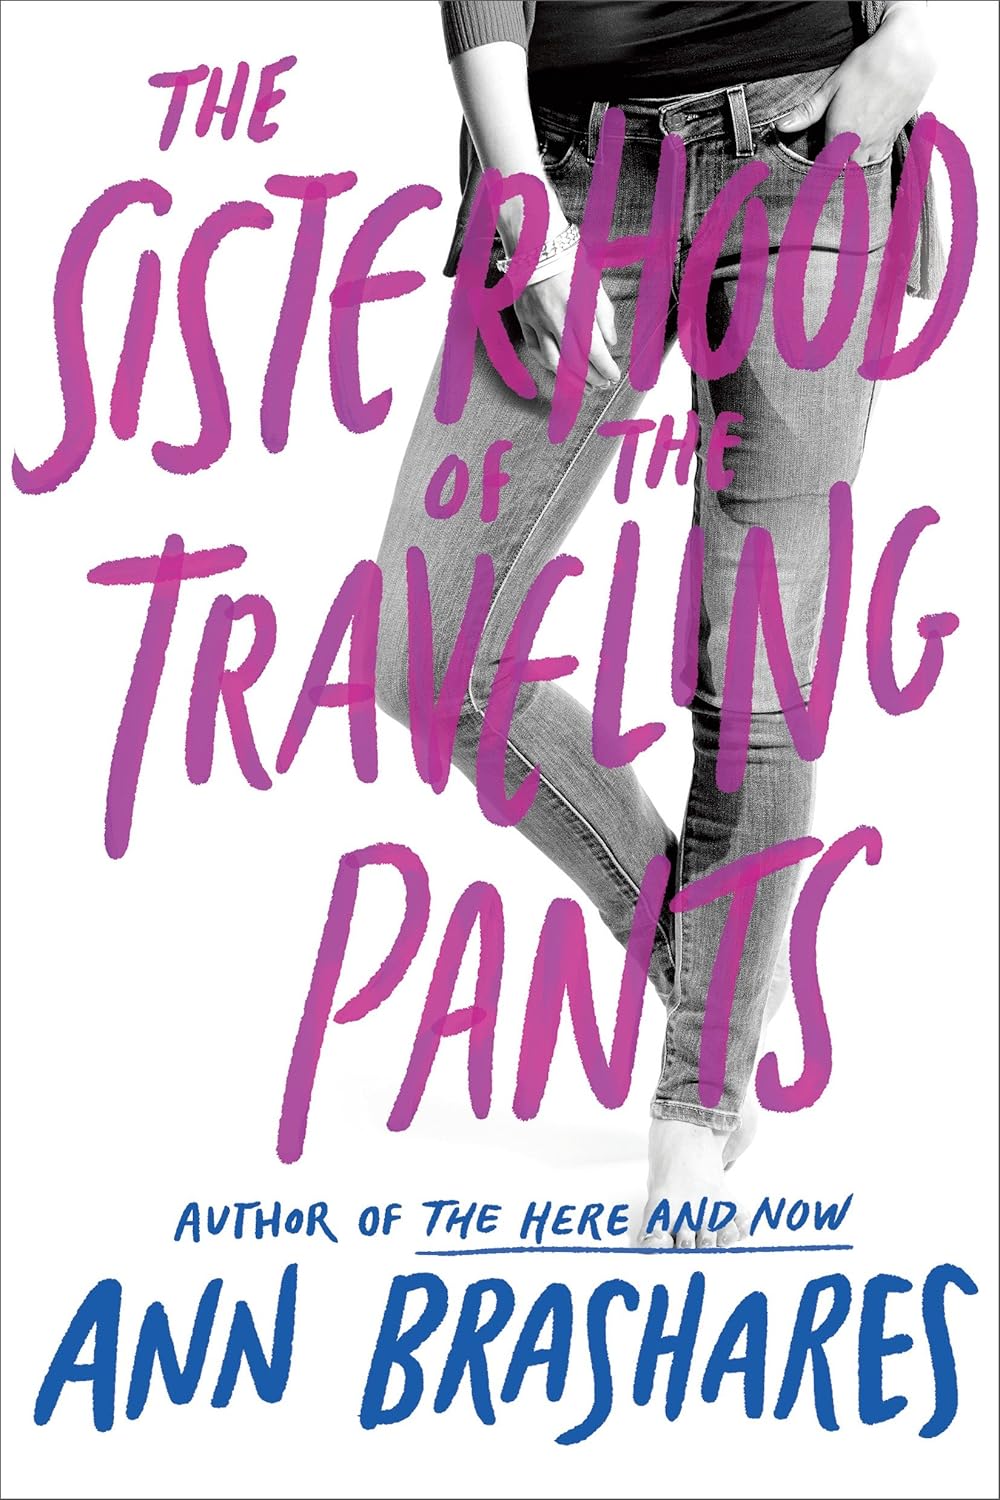 THE
SISTERHOOD
OF THE
TRAVELING
PANTS
AUTHOR OF THE HERE AND NOW
ANN BRASHARES